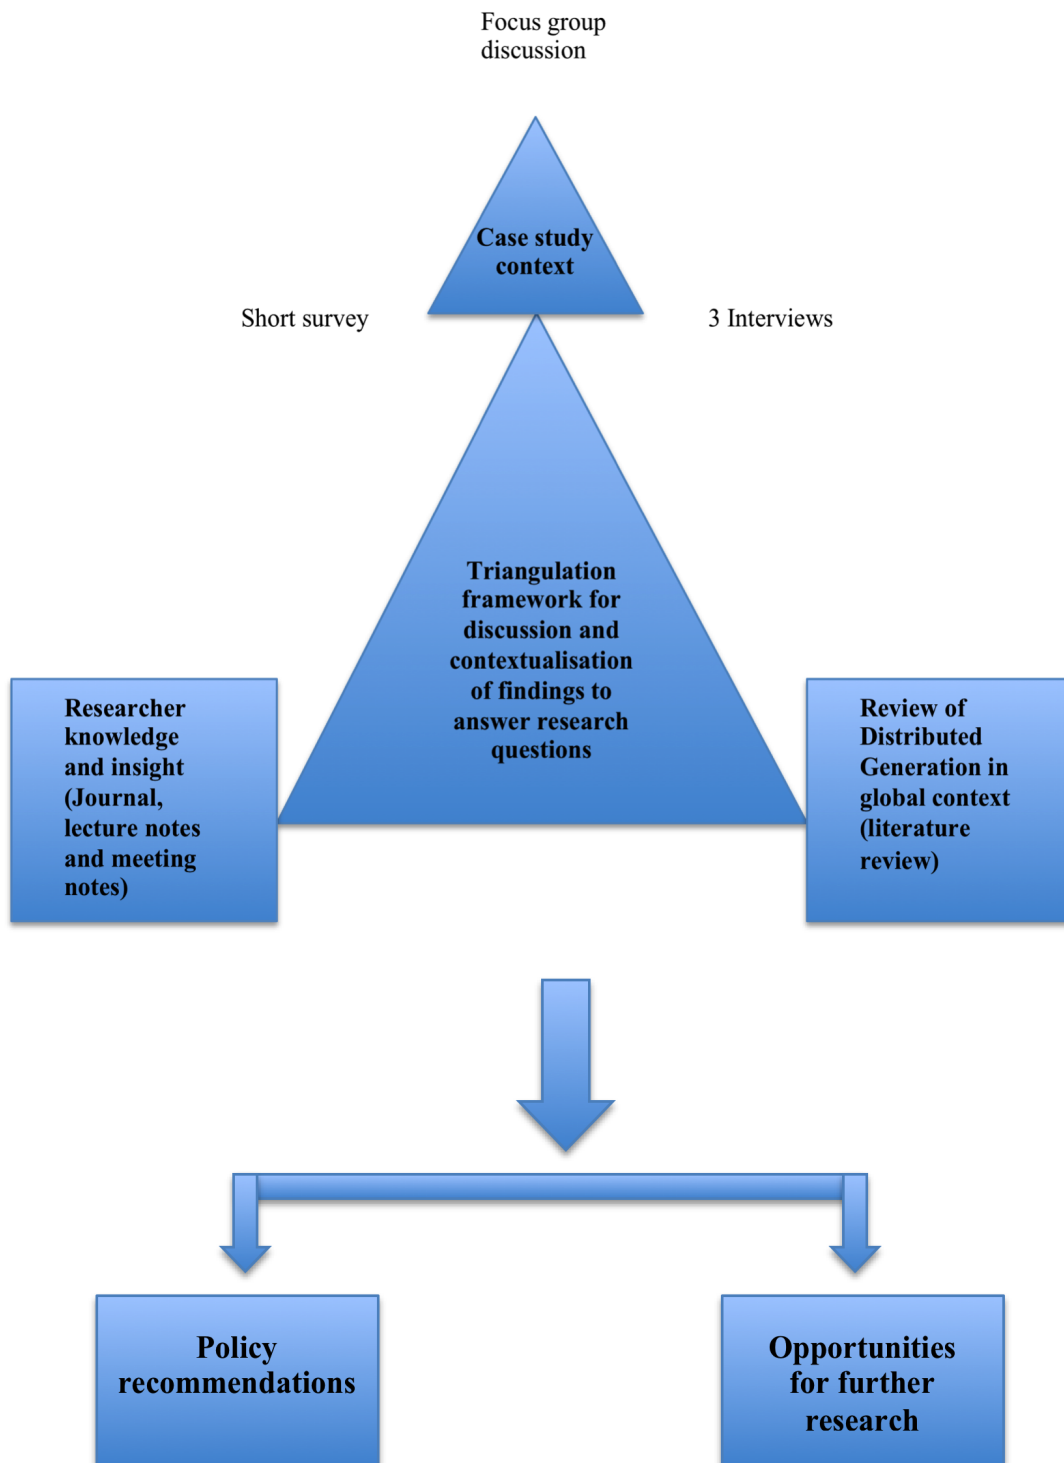 Focus group
discussion
Case study
context
Short survey
3 Interviews
Triangulation
framework for
discussion and
contextualisation
of findings to
answer research
questions
Researcher
knowledge
and insight
(Journal,
lecture notes
and meeting
notes)
Review of
Distributed
Generation in
global context
(literature
review)
Policy
recommendations
Opportunities
for further
research